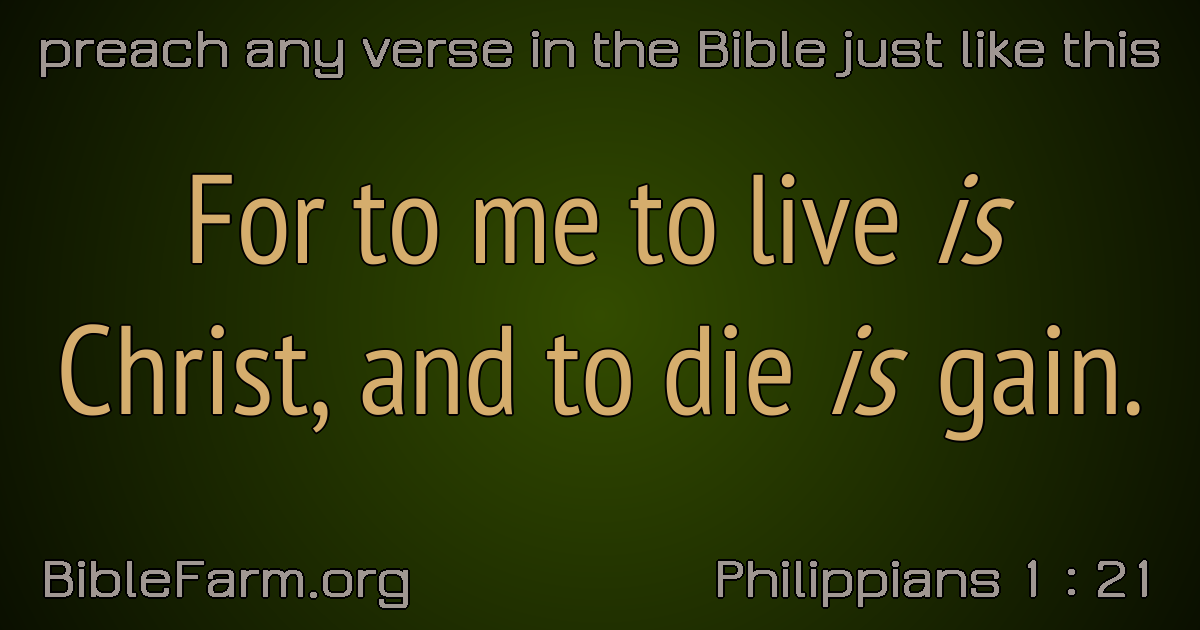 preach any verse in the Bible just like this
For to me to live is
Christ, and to die is gain.
BibleFarm.org
Philippians 1 : 21